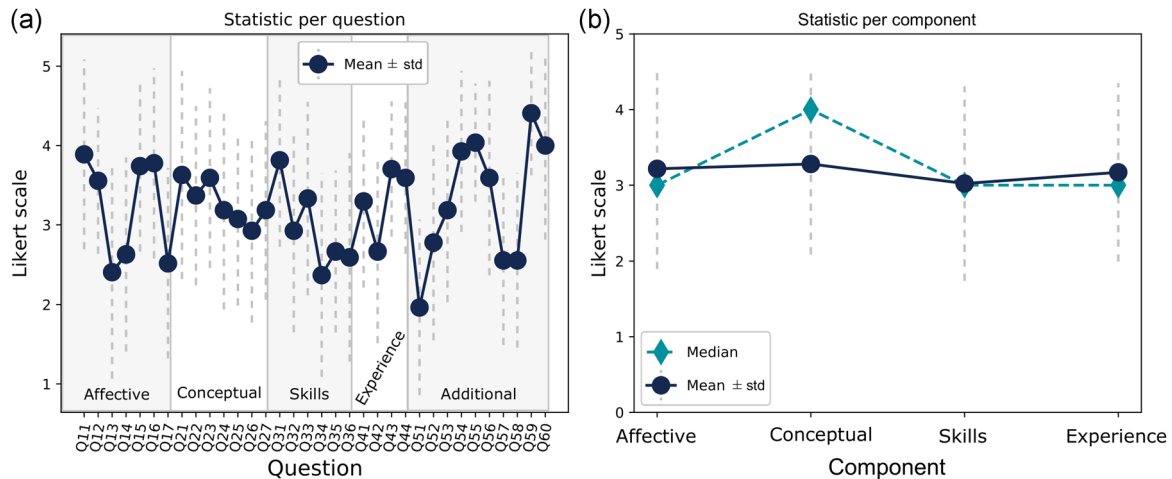 (a)
Statistic per question
Mean ± std
Likert scale
5
4
3
2
1
Affective
Conceptual
Skills
Experience
Additional
Q11
Q12
Q13
Q14
Q15
Q16
Q17
Q21
Q22
Q23
Q24
Q25
Q26
Q27
Q31
Q32
Q33
Q34
Q35
Q36
Q41
Q42
Q43
Q44
Q51
Q52
Q53
Q54
Q55
Q56
Q57
Q58
Q59
Q60
Question
(b)
Statistic per component
Likert scale
5
4
3
2
1
0
Median
Mean ± std
Affective
Conceptual
Skills
Experience
Component